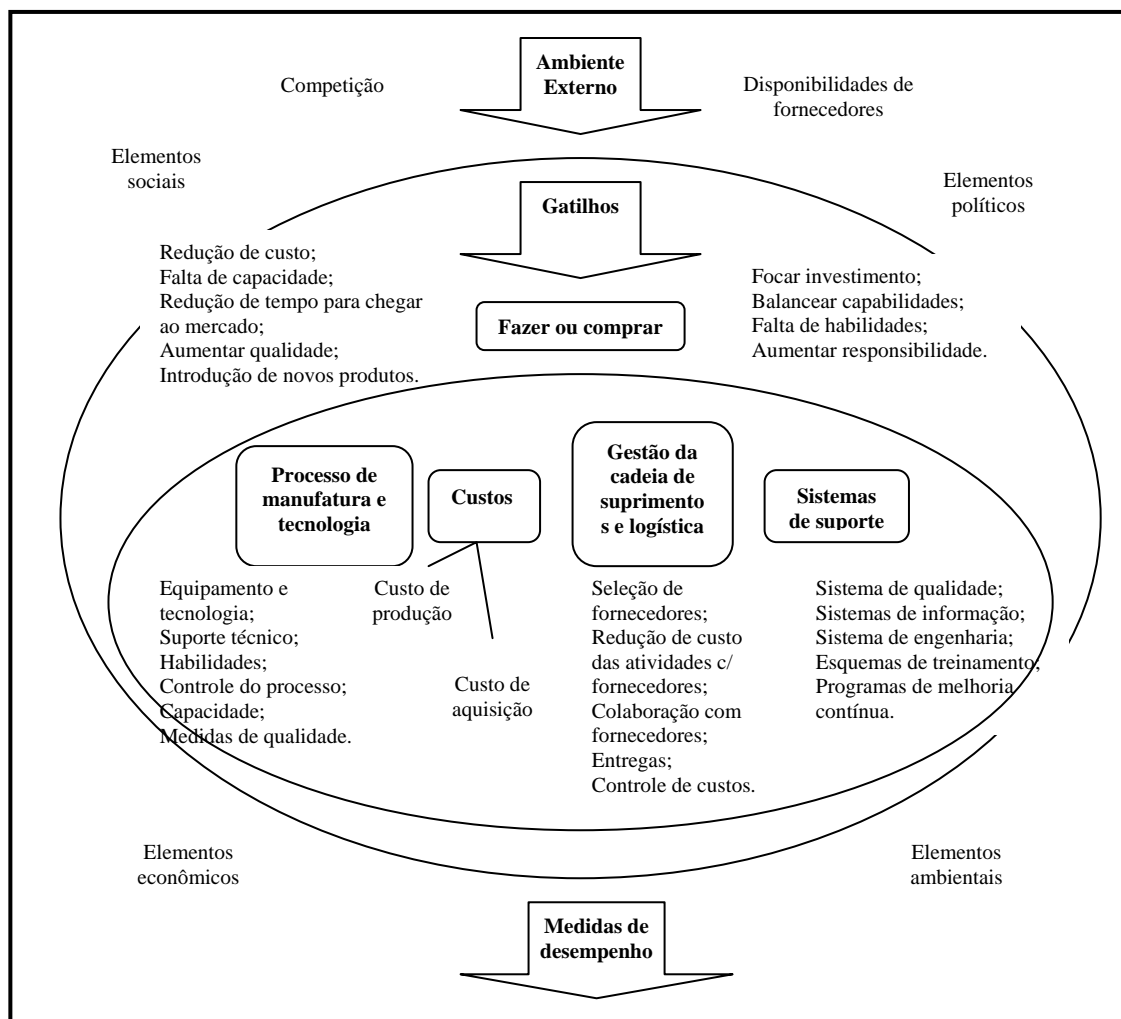 Ambiente
Externo
Competição
Disponibilidades de
fornecedores
Elementos
sociais
Elementos
políticos
Gatilhos
Redução de custo;
Falta de capacidade;
Redução de tempo para chegar
ao mercado;
Aumentar qualidade;
Introdução de novos produtos.
Focar investimento;
Balancear capabilidades;
Falta de habilidades;
Aumentar responsibilidade.
Fazer ou comprar
Processo de
manufatura e
tecnologia
Custos
Gestão da
cadeia de
suprimento
s e logística
Sistemas
de suporte
Equipamento e
tecnologia;
Suporte técnico;
Habilidades;
Controle do processo;
Capacidade;
Medidas de qualidade.
Custo de
produção
Custo de
aquisição
Seleção de
fornecedores;
Redução de custo
das atividades c/
fornecedores;
Colaboração com
fornecedores;
Entregas;
Controle de custos.
Sistema de qualidade;
Sistemas de informação;
Sistema de engenharia;
Esquemas de treinamento;
Programas de melhoria
contínua.
Elementos
econômicos
Elementos
ambientais
Medidas de
desempenho